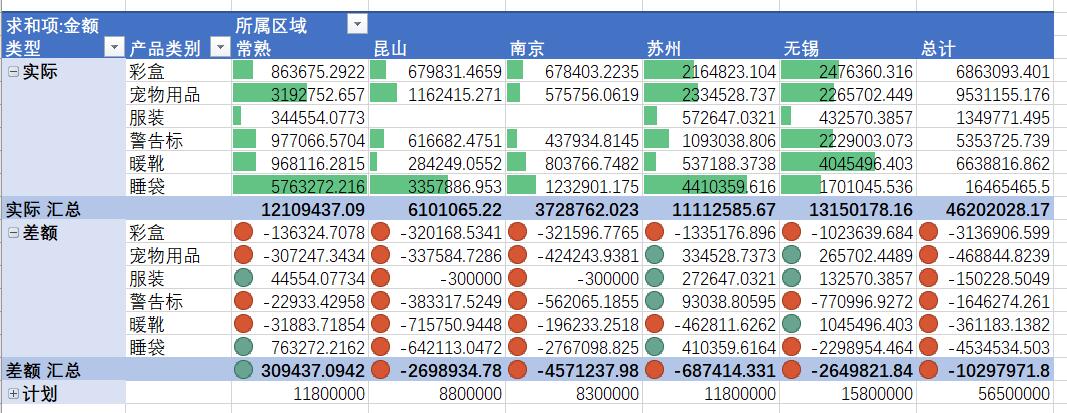 求和项:金额 所属区域
类型 产品类别 常熟 昆山 南京 苏州 无锡 总计
实际 彩盒 863675.2922 679831.4659 678403.2235 2164823.104 2476360.316 6863093.401
宠物用品 3192752.657 1162415.271 575756.0619 2334528.737 2265702.449 9531155.176
服装 344554.0773 572647.0321 432570.3857 1349771.495
警告标 977066.5704 616682.4751 437934.8145 1093038.806 2229003.073 5353725.739
暖靴 968116.2815 284249.0552 803766.7482 537188.3738 4045496.403 6638816.862
睡袋 5763272.216 3357886.953 1232901.175 4410359.616 1701045.536 16465465.5
实际 汇总 12109437.09 6101065.22 3728762.023 11112585.67 13150178.16 46202028.17
差额 彩盒 -136324.7078 -320168.5341 -321596.7765 -1335176.896 -1023639.684 -3136906.599
宠物用品 -307247.3434 -337584.7286 -424243.9381 334528.7373 265702.4489 -468844.8239
服装 44554.07734 -300000 -300000 272647.0321 132570.3857 -150228.5049
警告标 -22933.42958 -383317.5249 -562065.1855 93038.80595 -770996.9272 -1646274.261
暖靴 -31883.71854 -715750.9448 -196233.2518 -462811.6262 1045496.403 -361183.1382
睡袋 763272.2162 -642113.0472 -2767098.825 410359.6164 -2298954.464 -4534534.503
差额 汇总 309437.0942 -2698934.78 -4571237.98 -687414.331 -2649821.84 -10297971.8
计划 11800000 8800000 8300000 11800000 15800000 56500000